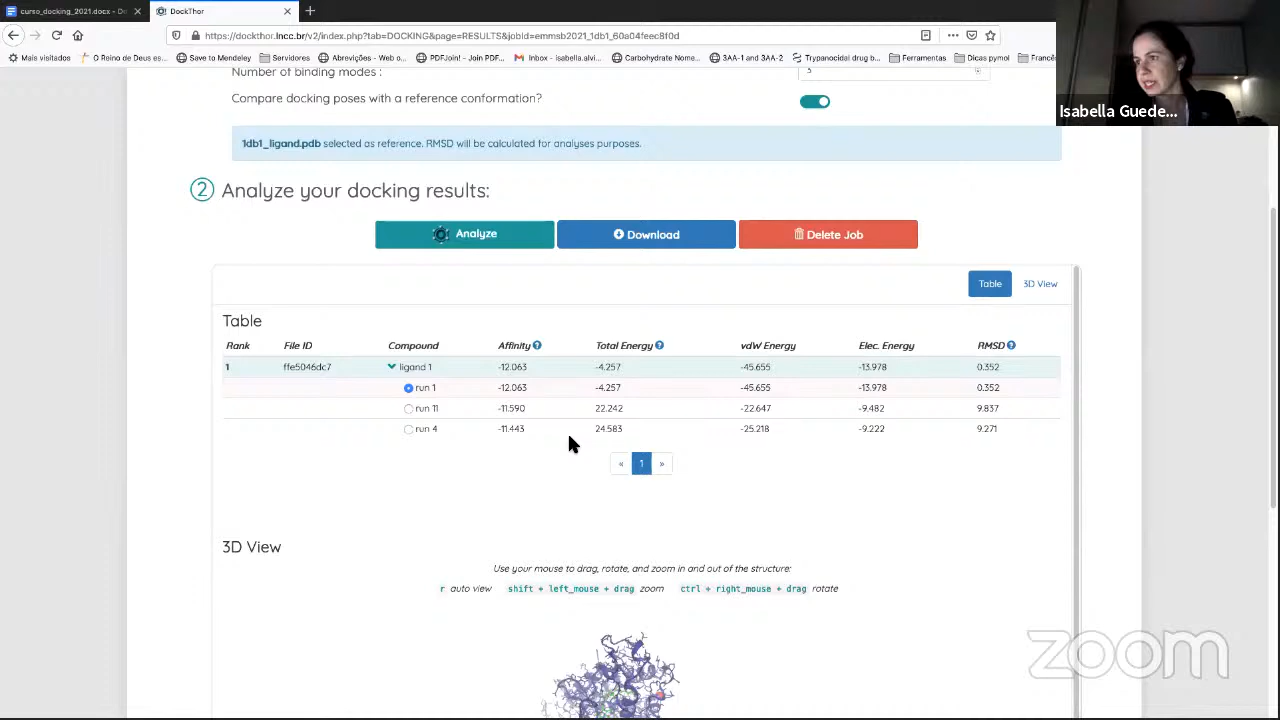 curso_docking_2021.docx - Do
DockThor
https://dockthor.lncc.br/v2/index.php?tab=DOCKING&page=RESULTS&jobId=emmsb2021_1db1_60a04feec8f0d
Mais visitados
O Reino de Deus es...
Save to Mendeley
Servidores
Abrevições - Web o...
PDFJoin! - Join PDF...
Inbox - isabella.alvi...
Carbohydrate Nome...
3AA-1 and 3AA-2
Trypanocidal drug b...
Ferramentas
Dicas pymol
Francês
Number of binding modes :
3
Compare docking poses with a reference conformation?
Isabella Guede...
1db1_ligand.pdb selected as reference. RMSD will be calculated for analyses purposes.
2 Analyze your docking results:
Analyze Download Delete Job
Table 3D View
Table
Rank File ID Compound Affinity Total Energy vdW Energy Elec. Energy RMSD
1 ffe5046dc7 ligand 1 -12.063 -4.257 -45.655 -13.978 0.352
run 1 -12.063 -4.257 -45.655 -13.978 0.352
run 11 -11.590 22.242 -22.647 -9.482 9.837
run 4 -11.443 24.583 -25.218 -9.222 9.271
« 1 »
3D View
Use your mouse to drag, rotate, and zoom in and out of the structure:
r auto view shift + left_mouse + drag zoom ctrl + right_mouse + drag rotate
zoom